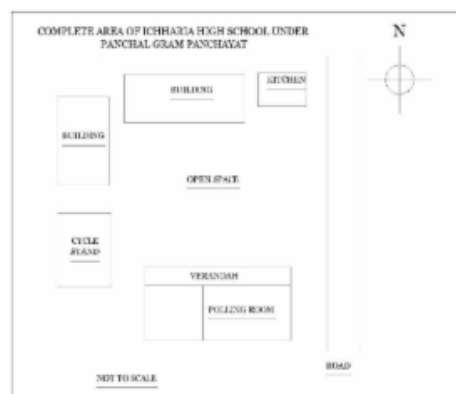 COMPLETE AREA OF ICHHARIA HIGH SCHOOL UNDER
PANCHAL GRAM PANCHAYAT
N
BUILDING
KITCHEN
BUILDING
OPEN SPACE
CYCLE
STAND
VERANDAH
POLLING ROOM
ROAD
NOT TO SCALE